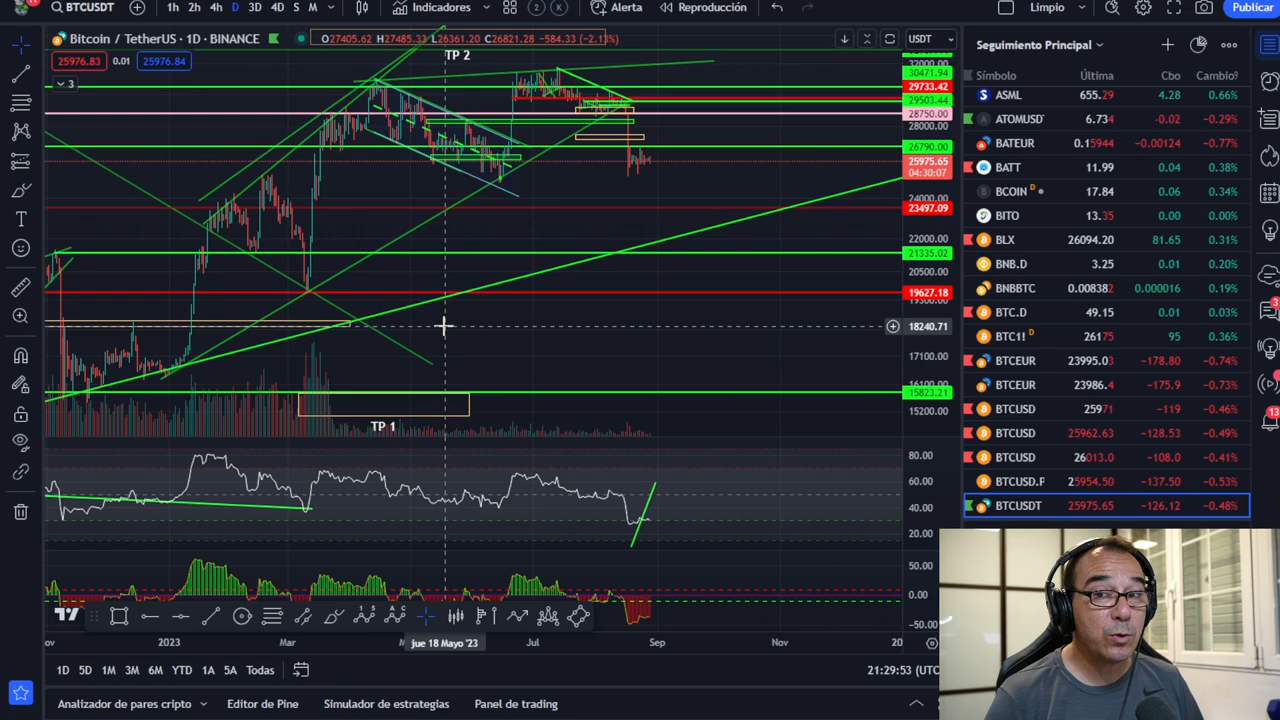 BTCUSDT 1h 2h 4h D 3D 4D S M Indicadores 2 K Alerta Reproducción Limpio Publicar
Bitcoin / TetherUS · 1D · BINANCE O27405.62 H27485.33 L26361.20 C26821.28 -584.33 (-2.13%) USDT
25976.83 0.01 25976.84
3
TP 2
32000.00
30471.94
29733.42
29503.44
28750.00
28000.00
26790.00
25975.65
04:30:07
24000.00
23497.09
22000.00
21335.02
20500.00
19627.18
18240.71
17100.00
16100.00
15823.21
15200.00
TP 1
80.00
60.00
40.00
20.00
50.00
0.00
-50.00
2023 Mar jue 18 Mayo '23 Jul Sep Nov 20
1D 5D 1M 3M 6M YTD 1A 5A Todas 21:29:53 (UTC
Analizador de pares cripto Editor de Pine Simulador de estrategias Panel de trading
Seguimiento Principal
Símbolo Última Cbo Cambio%
ASML 655.29 4.28 0.66%
ATOMUSD 6.734 -0.02 -0.29%
BATEUR 0.15944 -0.00124 -0.77%
BATT 11.99 0.04 0.38%
BCOIN D 17.84 0.06 0.34%
BITO 13.35 0.00 0.00%
BLX 26094.20 81.65 0.31%
BNB.D 3.25 0.01 0.20%
BNBBTC 0.008382 0.000016 0.19%
BTC.D 49.15 0.01 0.03%
BTC1! D 26175 95 0.36%
BTCEUR 23995.03 -178.80 -0.74%
BTCEUR 23986.4 -175.9 -0.73%
BTCUSD 25971 -119 -0.46%
BTCUSD 25962.63 -128.53 -0.49%
BTCUSD 26013.0 -108.0 -0.41%
BTCUSD.F 25954.50 -137.50 -0.53%
BTCUSDT 25975.65 -126.12 -0.48%
3
13